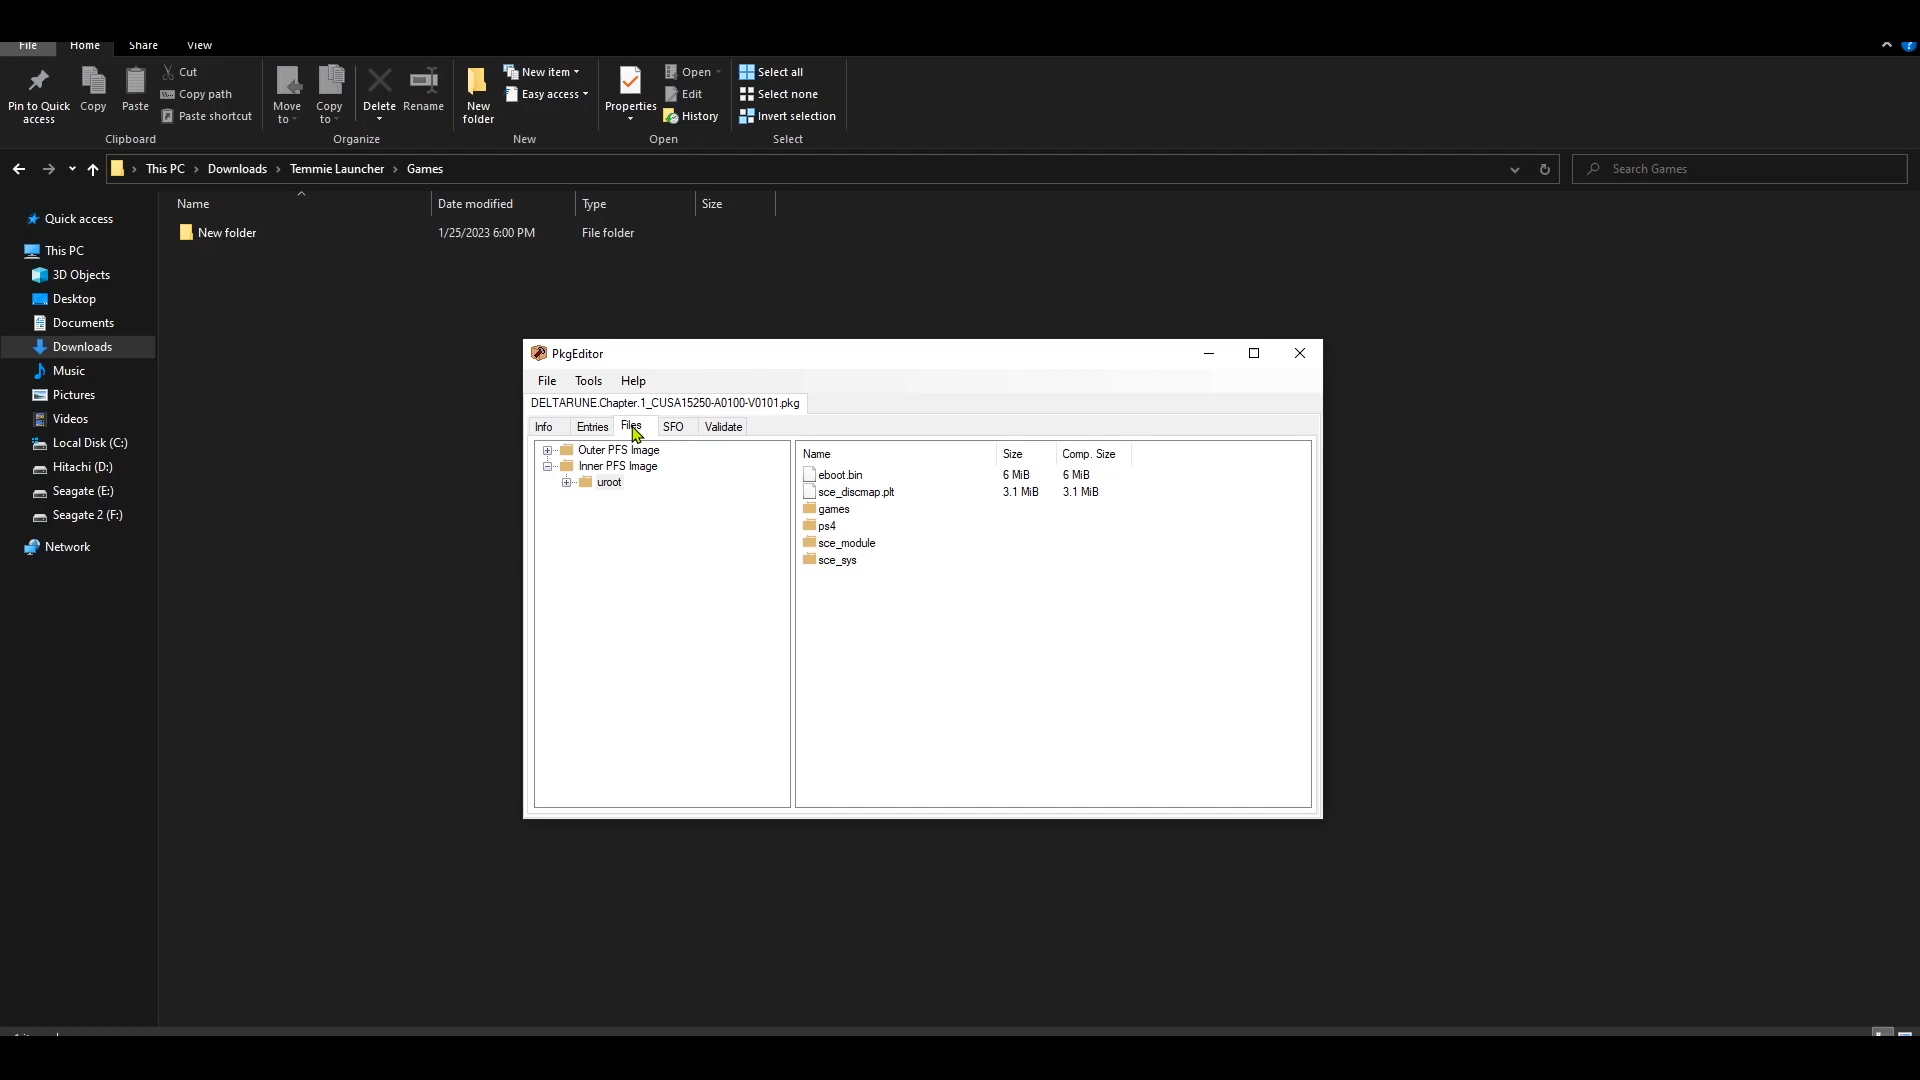 File Home Share View
Pin to Quick access
Copy
Paste
Cut
Copy path
Paste shortcut
Clipboard
Move to
Copy to
Delete
Rename
Organize
New folder
New item
Easy access
New
Properties
Open
Edit
History
Open
Select all
Select none
Invert selection
Select
This PC Downloads Temmie Launcher Games
Search Games
Name Date modified Type Size
New folder 1/25/2023 6:00 PM File folder
Quick access
This PC
3D Objects
Desktop
Documents
Downloads
Music
Pictures
Videos
Local Disk (C:)
Hitachi (D:)
Seagate (E:)
Seagate 2 (F:)
Network
PkgEditor
File Tools Help
DELTARUNE.Chapter.1_CUSA15250-A0100-V0101.pkg
Info Entries Files SFO Validate
Outer PFS Image
Inner PFS Image
uroot
Name Size Comp. Size
eboot.bin 6 MiB 6 MiB
sce_discmap.plt 3.1 MiB 3.1 MiB
games
ps4
sce_module
sce_sys